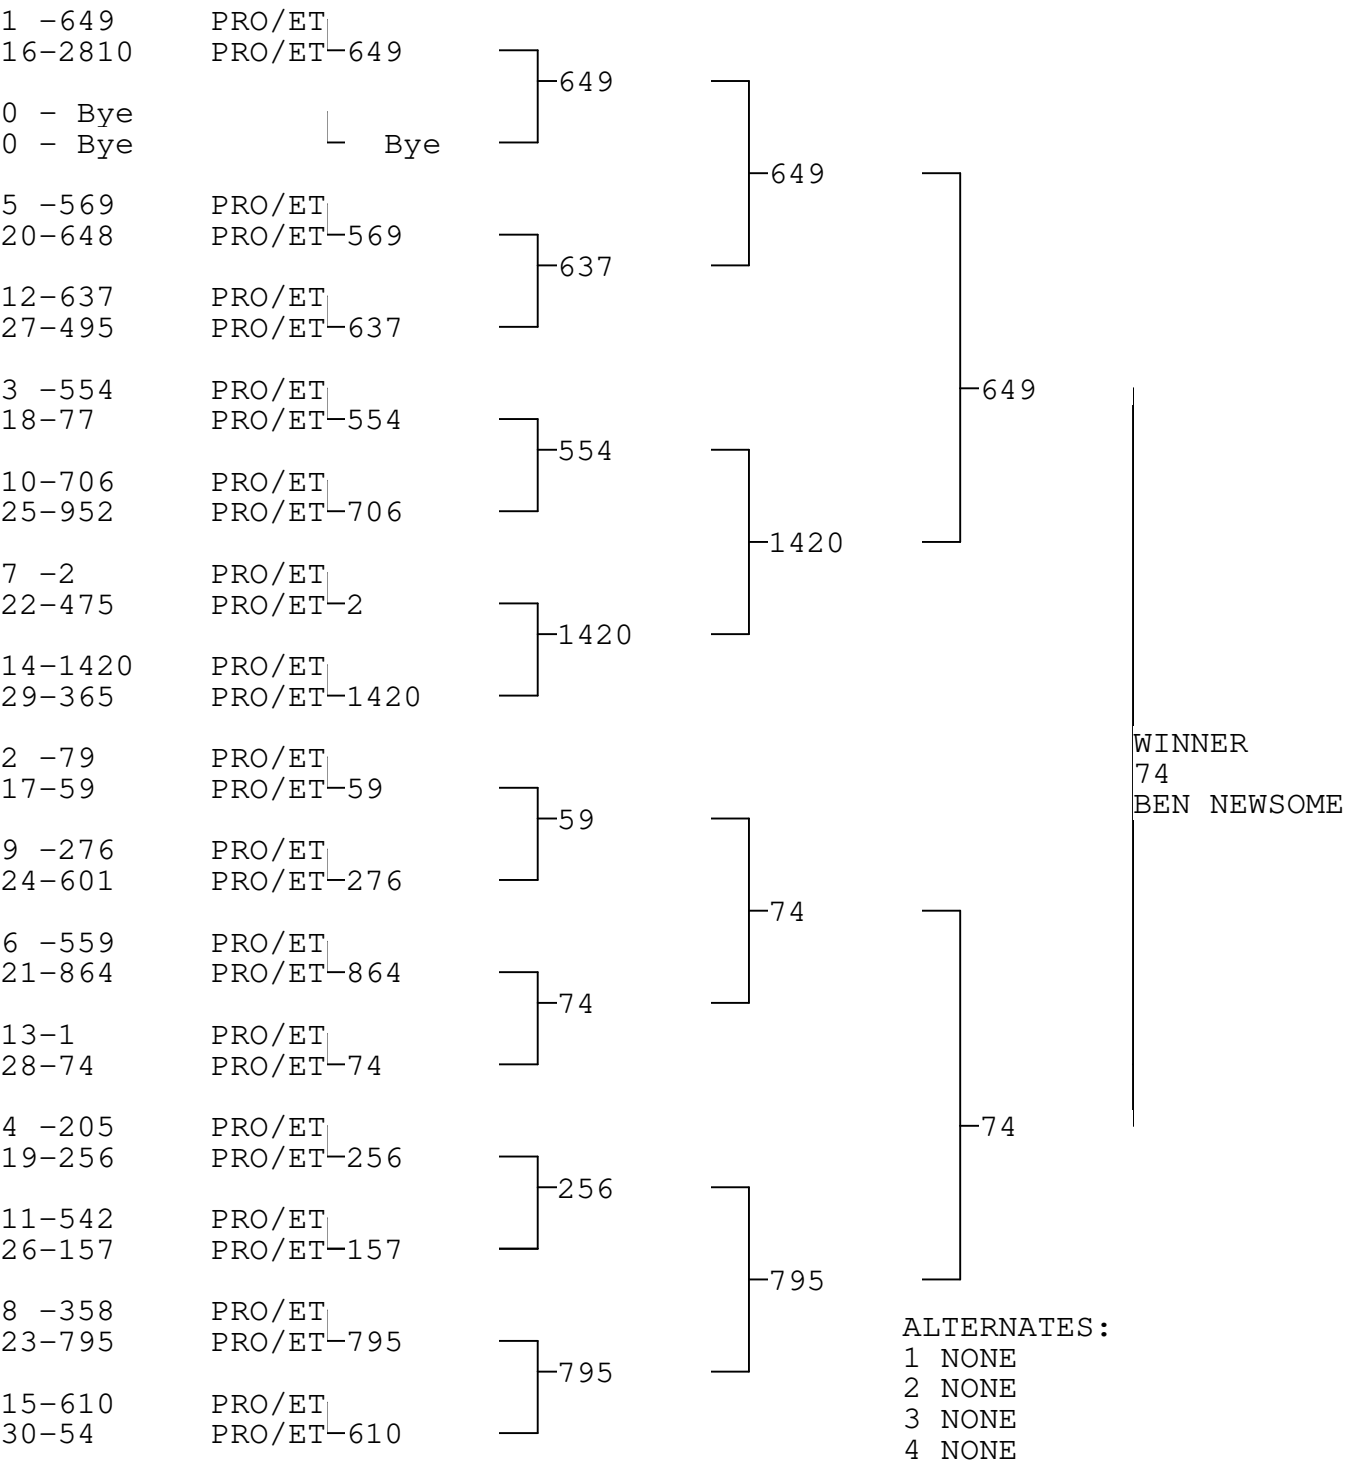 1 -649 PRO/ET
16-2810 PRO/ET 649
649
0 - Bye
0 - Bye Bye
649
5 -569 PRO/ET
20-648 PRO/ET 569
637
12-637 PRO/ET
27-495 PRO/ET 637
3 -554 PRO/ET 649
18-77 PRO/ET 554
554
10-706 PRO/ET
25-952 PRO/ET 706
1420
7 -2 PRO/ET
22-475 PRO/ET 2
1420
14-1420 PRO/ET
29-365 PRO/ET 1420
WINNER
2 -79 PRO/ET
74
17-59 PRO/ET 59
BEN NEWSOME
59
9 -276 PRO/ET
24-601 PRO/ET 276
74
6 -559 PRO/ET
21-864 PRO/ET 864
74
13-1 PRO/ET
28-74 PRO/ET 74
4 -205 PRO/ET 74
19-256 PRO/ET 256
256
11-542 PRO/ET
26-157 PRO/ET 157
795
8 -358 PRO/ET
ALTERNATES:
23-795 PRO/ET 795
1 NONE
795
2 NONE
15-610 PRO/ET
3 NONE
30-54 PRO/ET 610
4 NONE